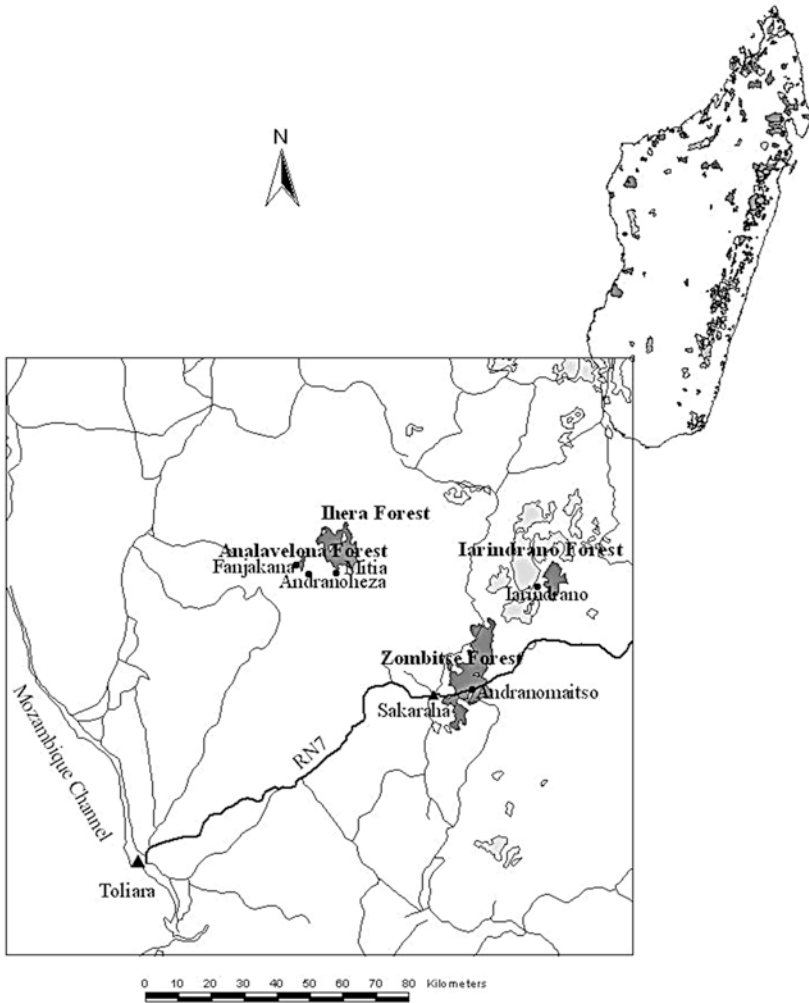 N
Ihera Forest
Analavelona Forest
Iarindrano Forest
Fanjakana
Mitia
Andranoheza
Iarindrano
Zombitse Forest
Andranomaitso
Sakaraha
RN7
Mozambique Channel
Toliara
0 10 20 30 40 50 60 70 80 Kilometers